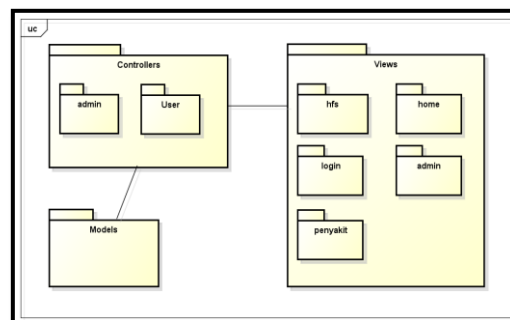 uc
Controllers
admin
User
Views
hfs
home
login
admin
penyakit
Models